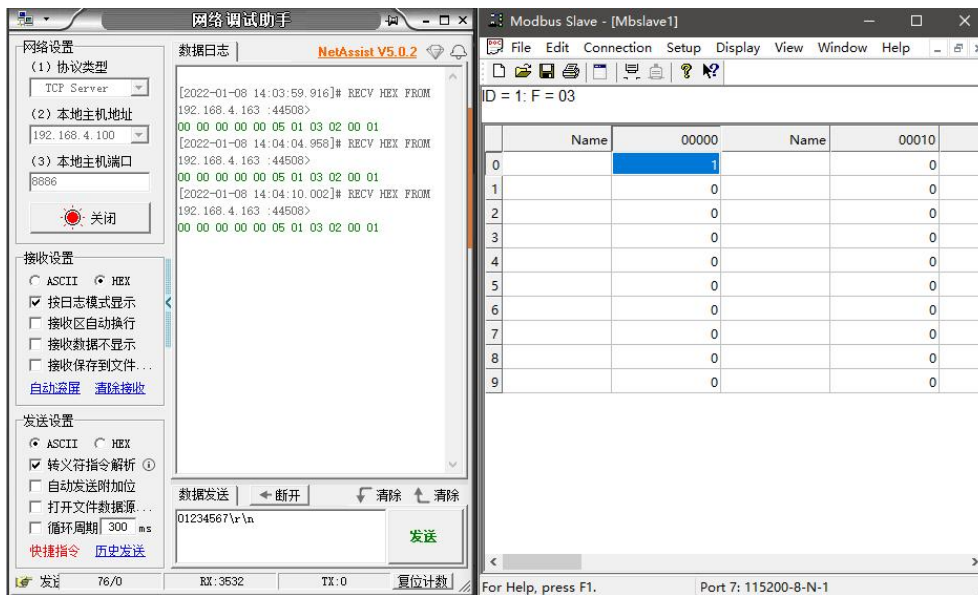 网络调试助手
网络设置
(1) 协议类型
TCP Server
(2) 本地主机地址
192.168.4.100
(3) 本地主机端口
8886
关闭
接收设置
ASCII HEX
按日志模式显示
接收区自动换行
接收数据不显示
接收保存到文件...
自动滚屏 清除接收
发送设置
ASCII HEX
转义符指令解析
自动发送附加位
打开文件数据源...
循环周期 300 ms
快捷指令 历史发送
数据日志 NetAssist V5.0.2
[2022-01-08 14:03:59.916]# RECV HEX FROM
192.168.4.163 :44508>
00 00 00 00 00 05 01 03 02 00 01
[2022-01-08 14:04:04.958]# RECV HEX FROM
192.168.4.163 :44508>
00 00 00 00 00 05 01 03 02 00 01
[2022-01-08 14:04:10.002]# RECV HEX FROM
192.168.4.163 :44508>
00 00 00 00 00 05 01 03 02 00 01
数据发送 断开 清除 清除
01234567\r\n
发送
76/0 RX:3532 TX:0 复位计数
Modbus Slave - [Mbslave1]
File Edit Connection Setup Display View Window Help
ID = 1: F = 03
Name 00000 Name 00010
0 1 0
1 0 0
2 0 0
3 0 0
4 0 0
5 0 0
6 0 0
7 0 0
8 0 0
9 0 0
For Help, press F1. Port 7: 115200-8-N-1